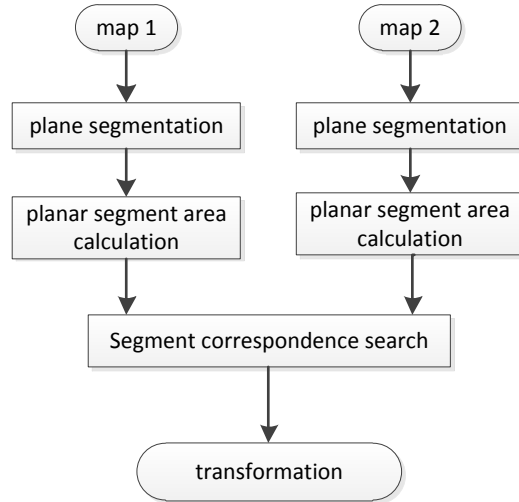 map 1
map 2
plane segmentation
plane segmentation
planar segment area
calculation
planar segment area
calculation
Segment correspondence search
transformation